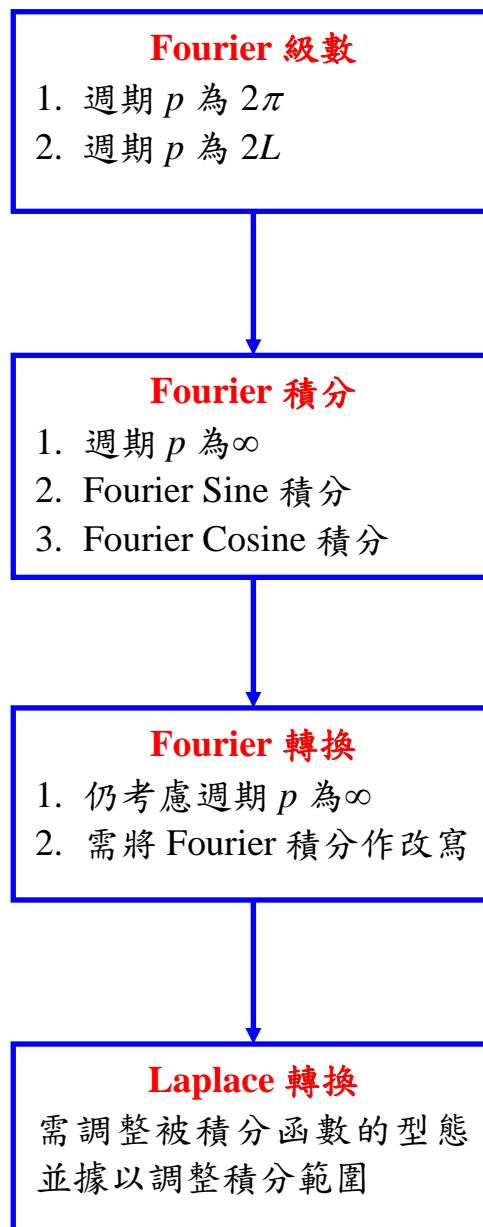 Fourier 級數
1. 週期 p 為 2π
2. 週期 p 為 2L
Fourier 積分
1. 週期 p 為∞
2. Fourier Sine 積分
3. Fourier Cosine 積分
Fourier 轉換
1. 仍考慮週期 p 為∞
2. 需將 Fourier 積分作改寫
Laplace 轉換
需調整被積分函數的型態
並據以調整積分範圍